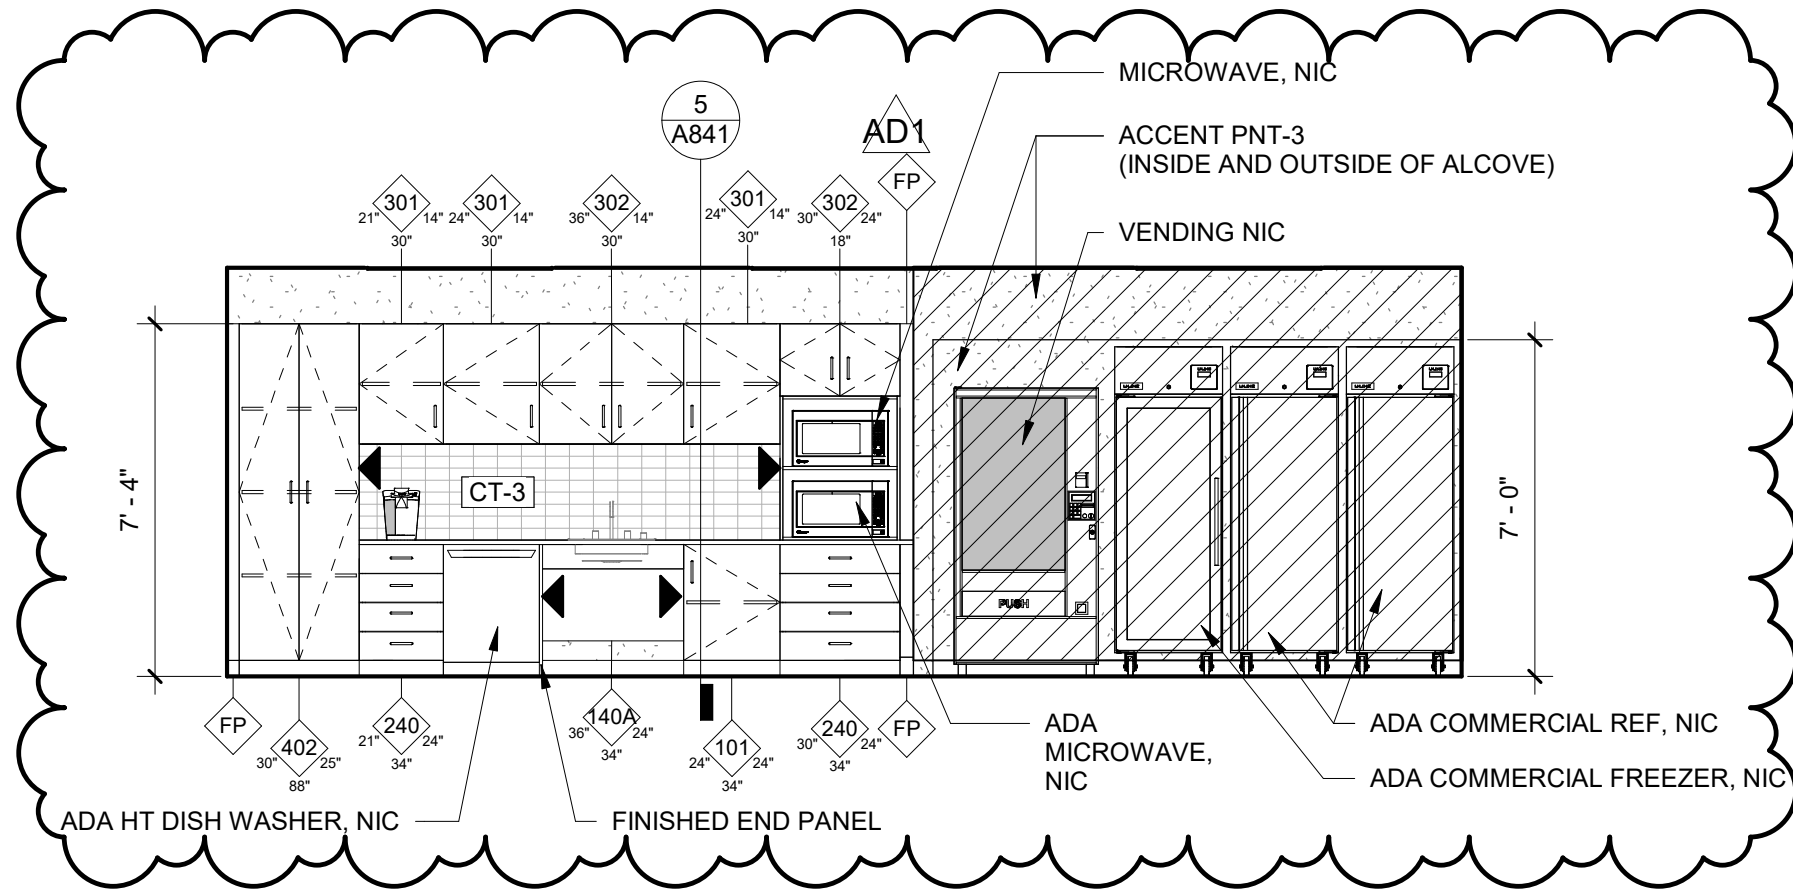 MICROWAVE, NIC
5
A841
AD1
ACCENT PNT-3
(INSIDE AND OUTSIDE OF ALCOVE)
FP
301
21" 14"
30"
301
24" 14"
30"
302
36" 14"
30"
301
24" 14"
30"
302
30" 24"
18"
VENDING NIC
7' - 4"
CT-3
7' - 0"
PUSH
FP
402
30" 25"
88"
240
21" 24"
34"
140A
36" 24"
34"
101
24" 24"
34"
240
30" 24"
34"
FP
ADA
MICROWAVE,
NIC
ADA COMMERCIAL REF, NIC
ADA COMMERCIAL FREEZER, NIC
ADA HT DISH WASHER, NIC
FINISHED END PANEL